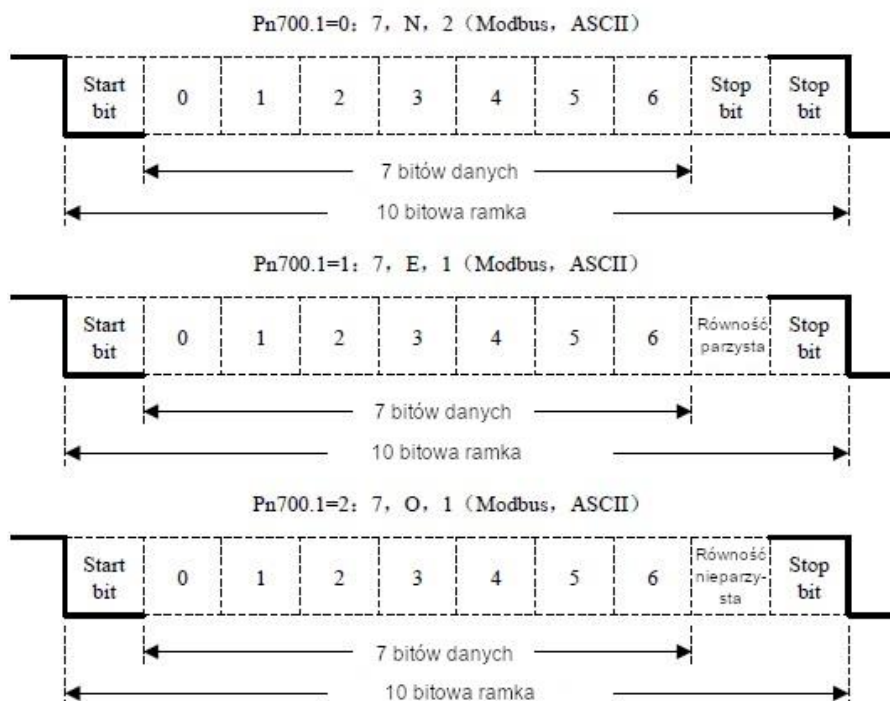 Pn700.1=0: 7, N, 2 (Modbus, ASCII)
Start bit 0 1 2 3 4 5 6 Stop bit Stop bit
7 bitów danych
10 bitowa ramka
Pn700.1=1: 7, E, 1 (Modbus, ASCII)
Start bit 0 1 2 3 4 5 6 Równość parzysta Stop bit
7 bitów danych
10 bitowa ramka
Pn700.1=2: 7, O, 1 (Modbus, ASCII)
Start bit 0 1 2 3 4 5 6 Równość nieparzy-sta Stop bit
7 bitów danych
10 bitowa ramka